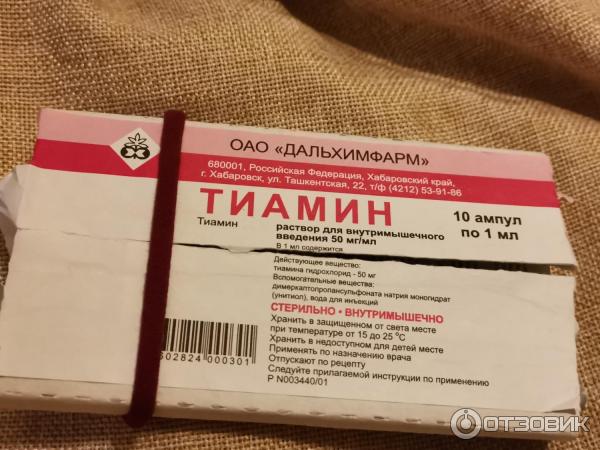 ОАО «ДАЛЬХИМФАРМ»
680001, Российская Федерация, Хабаровский край,
г. Хабаровск, ул. Ташкентская, 22, т/ф (4212) 53-91-86
ТИАМИН
10 ампул
по 1 мл
Тиамин
раствор для внутримышечного
введения 50 мг/мл
В 1 мл содержится
Действующее вещество:
тиамина гидрохлорид - 50 мг
Вспомогательные вещества:
димеркаптопропансульфоната натрия моногидрат
(унитиол), вода для инъекций
СТЕРИЛЬНО • ВНУТРИМЫШЕЧНО
Хранить в защищенном от света месте
при температуре от 15 до 25 °С
Хранить в недоступном для детей месте
Применять по назначению врача
Отпускают по рецепту
Следуйте прилагаемой инструкции по применению
Р N003440/01
602824 000301
ОТЗОВИК